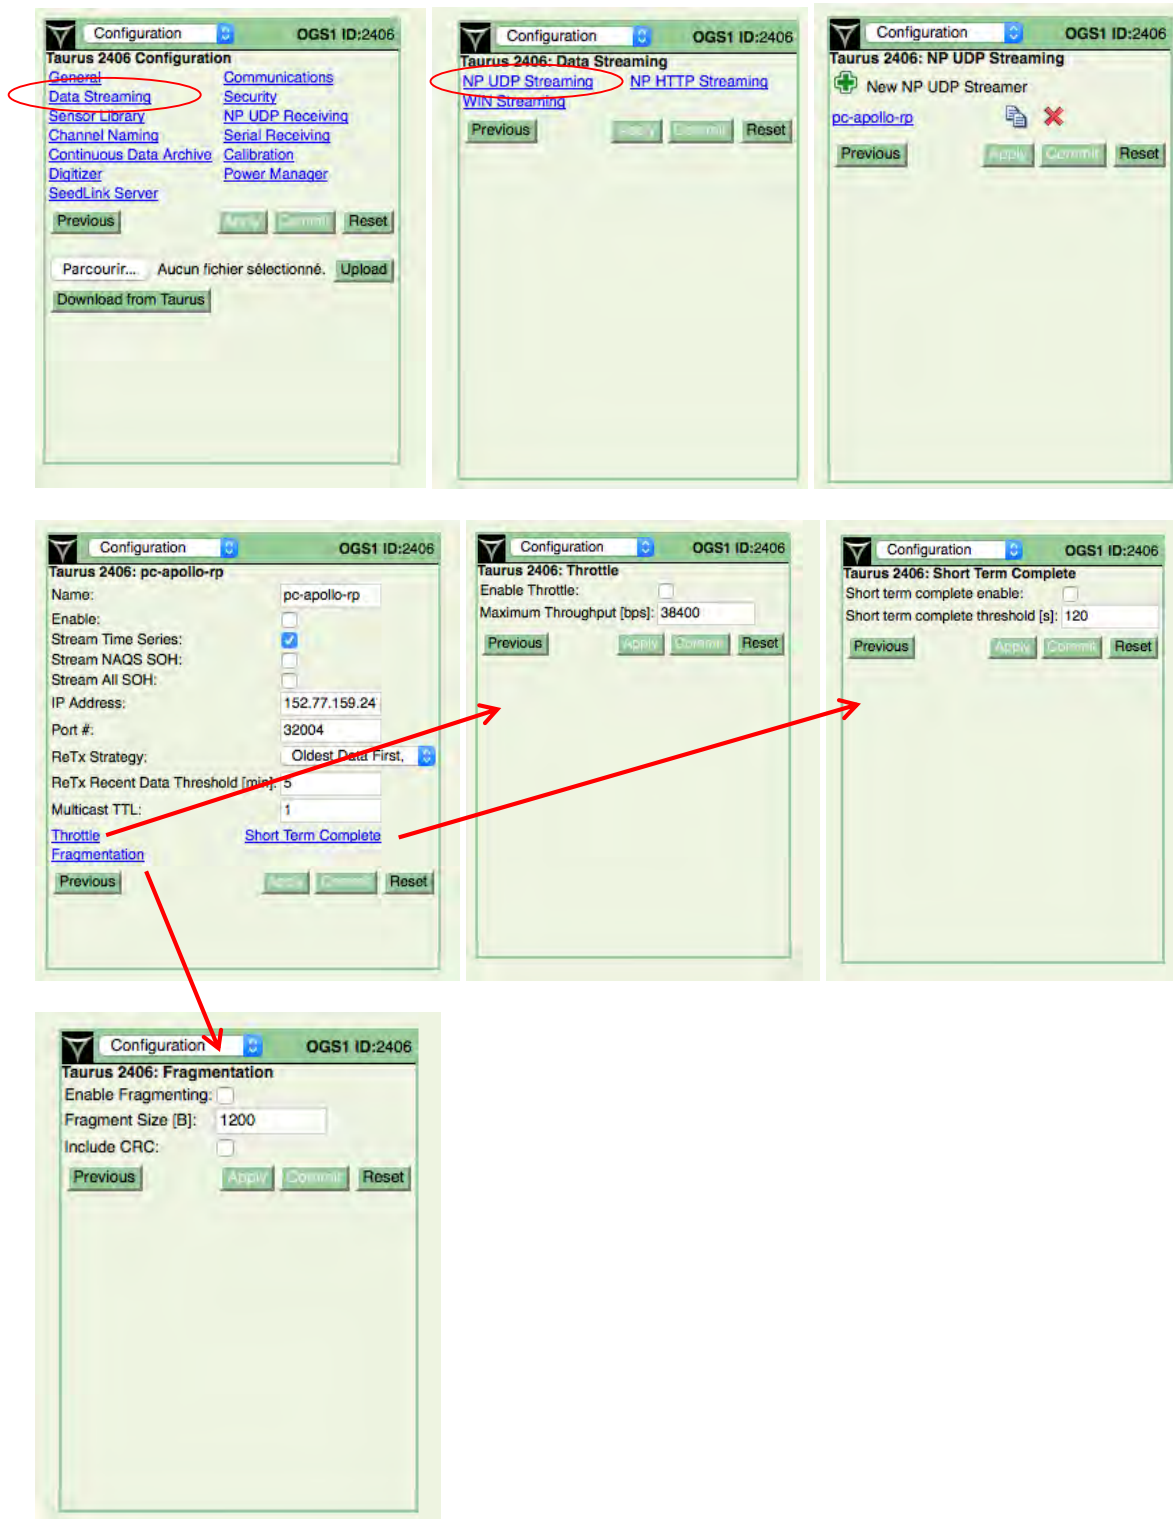 Configuration OGS1 ID:2406
Taurus 2406 Configuration
General Communications
Data Streaming Security
Sensor Library NP UDP Receiving
Channel Naming Serial Receiving
Continuous Data Archive Calibration
Digitizer Power Manager
SeedLink Server
Previous Apply Commit Reset
Parcourir... Aucun fichier sélectionné. Upload
Download from Taurus
Configuration OGS1 ID:2406
Taurus 2406: Data Streaming
NP UDP Streaming NP HTTP Streaming
WIN Streaming
Previous Apply Commit Reset
Configuration OGS1 ID:2406
Taurus 2406: NP UDP Streaming
New NP UDP Streamer
pc-apollo-rp
Previous Apply Commit Reset
Configuration OGS1 ID:2406
Taurus 2406: pc-apollo-rp
Name: pc-apollo-rp
Enable:
Stream Time Series:
Stream NAQS SOH:
Stream All SOH:
IP Address: 152.77.159.24
Port #: 32004
ReTx Strategy: Oldest Data First,
ReTx Recent Data Threshold [min]: 5
Multicast TTL: 1
Throttle Short Term Complete
Fragmentation
Previous Apply Commit Reset
Configuration OGS1 ID:2406
Taurus 2406: Throttle
Enable Throttle:
Maximum Throughput [bps]: 38400
Previous Apply Commit Reset
Configuration OGS1 ID:2406
Taurus 2406: Short Term Complete
Short term complete enable:
Short term complete threshold [s]: 120
Previous Apply Commit Reset
Configuration OGS1 ID:2406
Taurus 2406: Fragmentation
Enable Fragmenting:
Fragment Size [B]: 1200
Include CRC:
Previous Apply Commit Reset